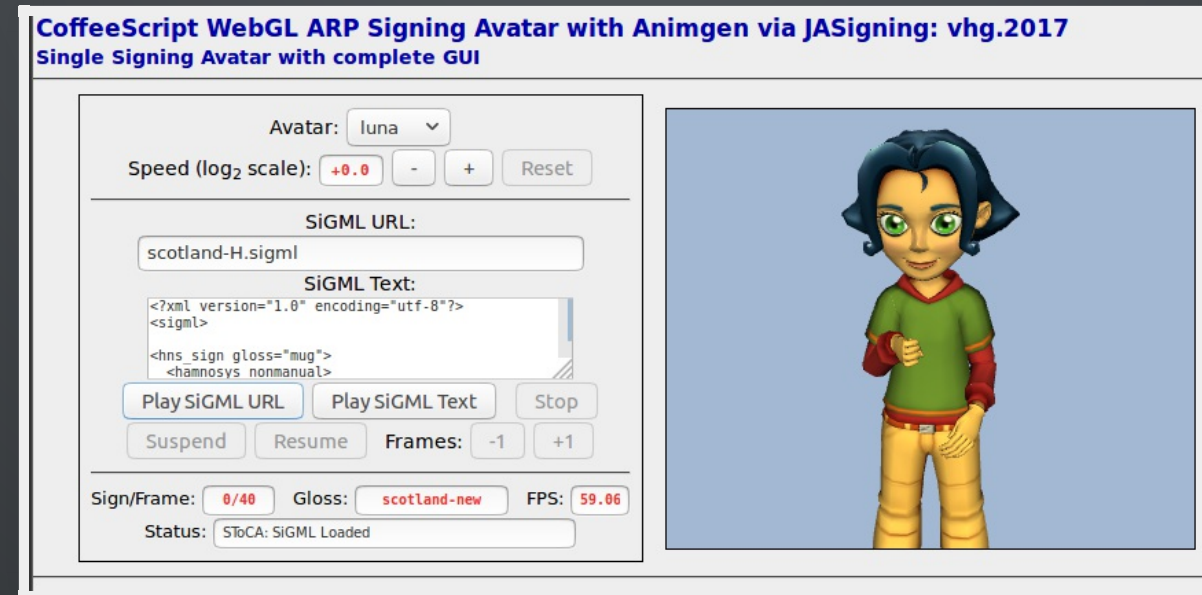 CoffeeScript WebGL ARP Signing Avatar with Animgen via JASigning: vhg.2017
Single Signing Avatar with complete GUI
Avatar: luna
Speed (log2 scale): +0.0 - + Reset
SiGML URL:
scotland-H.sigml
SiGML Text:
<?xml version="1.0" encoding="utf-8"?>
<sigml>
<hns_sign gloss="mug">
<hamnosys_nonmanual>
Play SiGML URL Play SiGML Text Stop
Suspend Resume Frames: -1 +1
Sign/Frame: 0/40 Gloss: scotland-new FPS: 59.06
Status: SToCA: SiGML Loaded